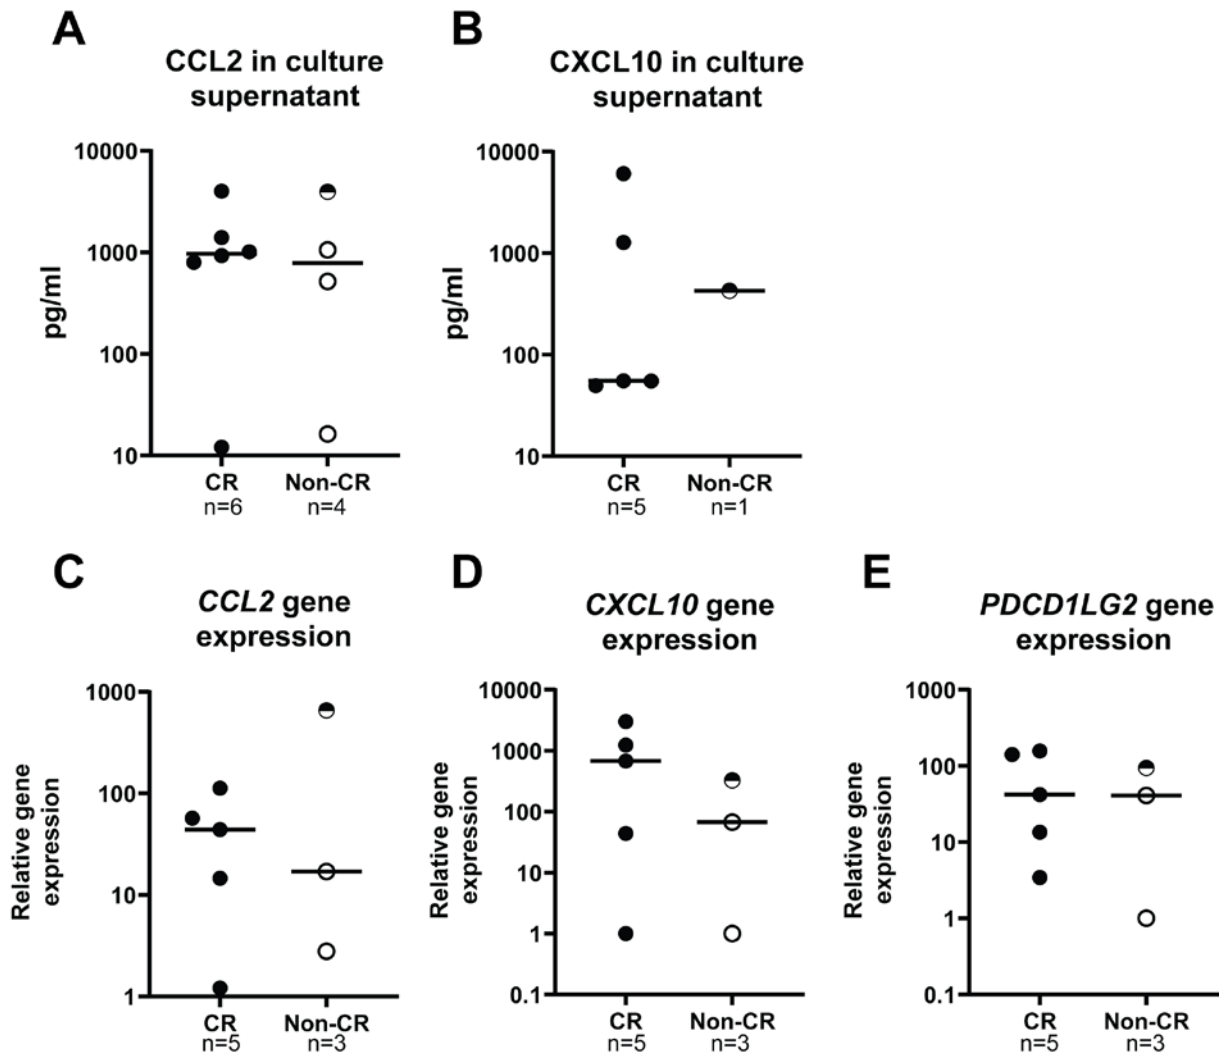 A
CCL2 in culture
supernatant
pg/ml
10000
1000
100
10
CR
n=6
Non-CR
n=4
B
CXCL10 in culture
supernatant
pg/ml
10000
1000
100
10
CR
n=5
Non-CR
n=1
C
CCL2 gene
expression
Relative gene
expression
1000
100
10
1
CR
n=5
Non-CR
n=3
D
CXCL10 gene
expression
Relative gene
expression
10000
1000
100
10
1
0.1
CR
n=5
Non-CR
n=3
E
PDCD1LG2 gene
expression
Relative gene
expression
1000
100
10
1
0.1
CR
n=5
Non-CR
n=3